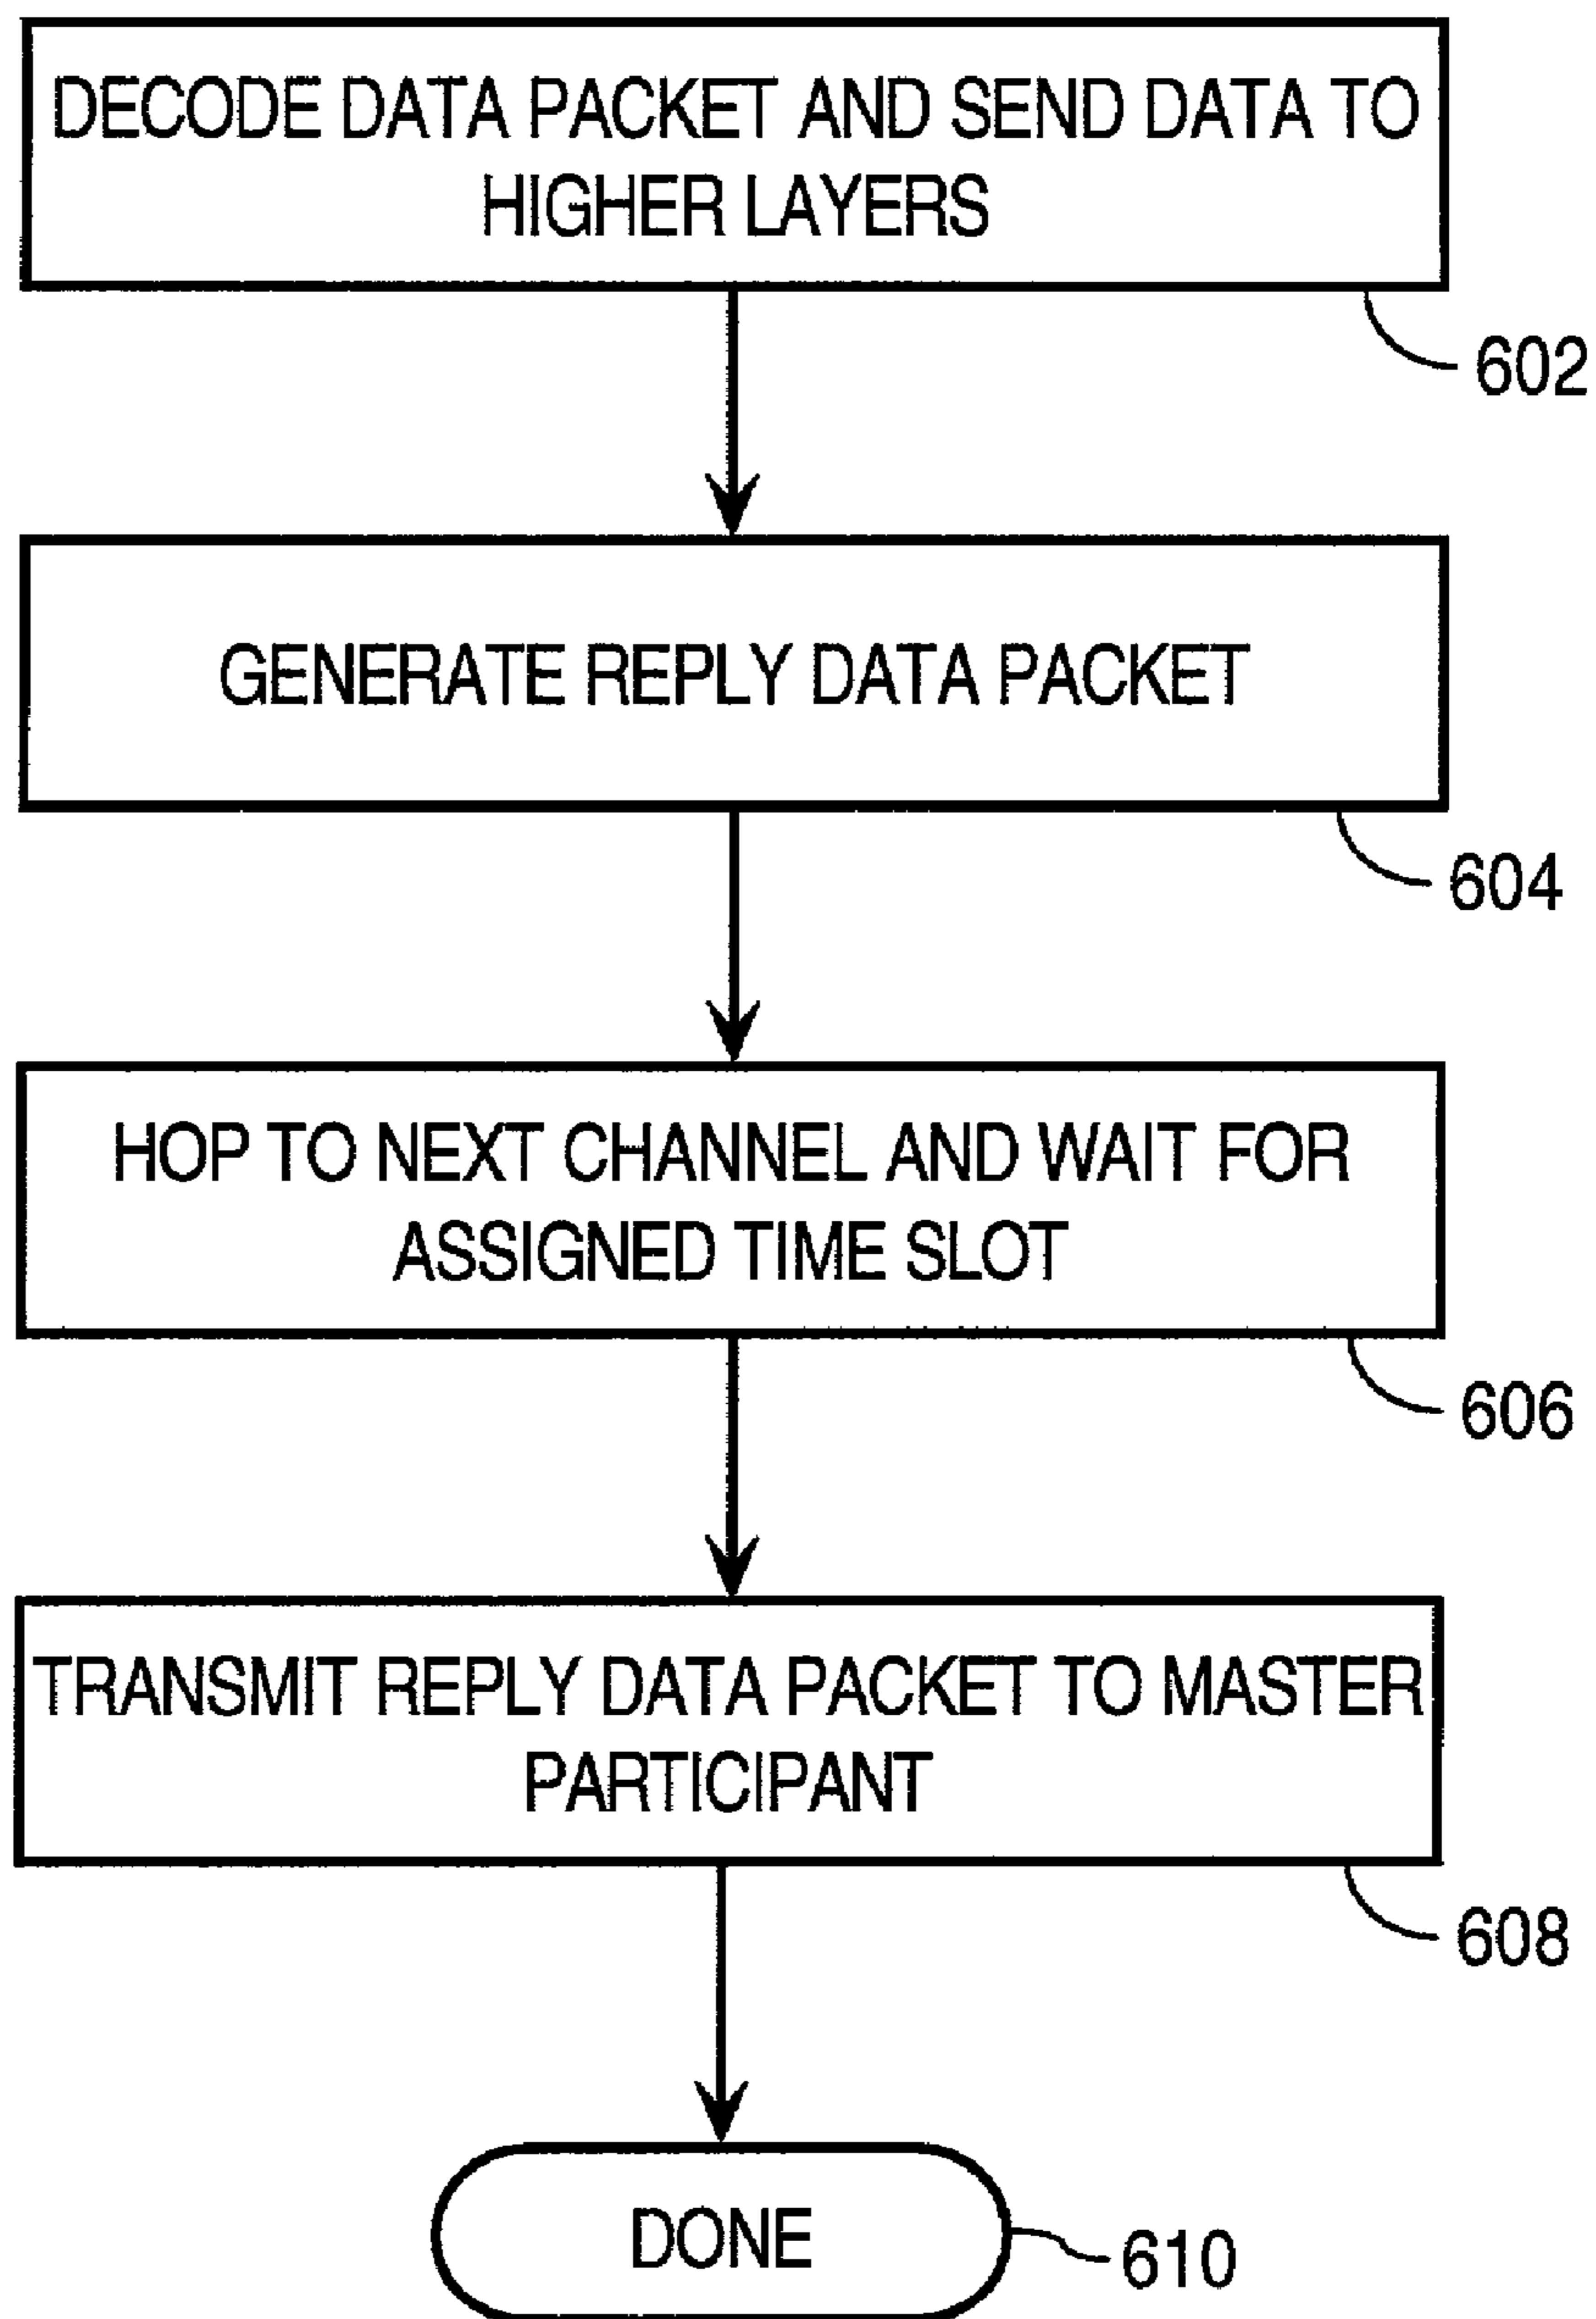 DECODE DATA PACKET AND SEND DATA TO
HIGHER LAYERS
602
GENERATE REPLY DATA PACKET
604
HOP TO NEXT CHANNEL AND WAIT FOR
ASSIGNED TIME SLOT
606
TRANSMIT REPLY DATA PACKET TO MASTER
PARTICIPANT
608
DONE
610